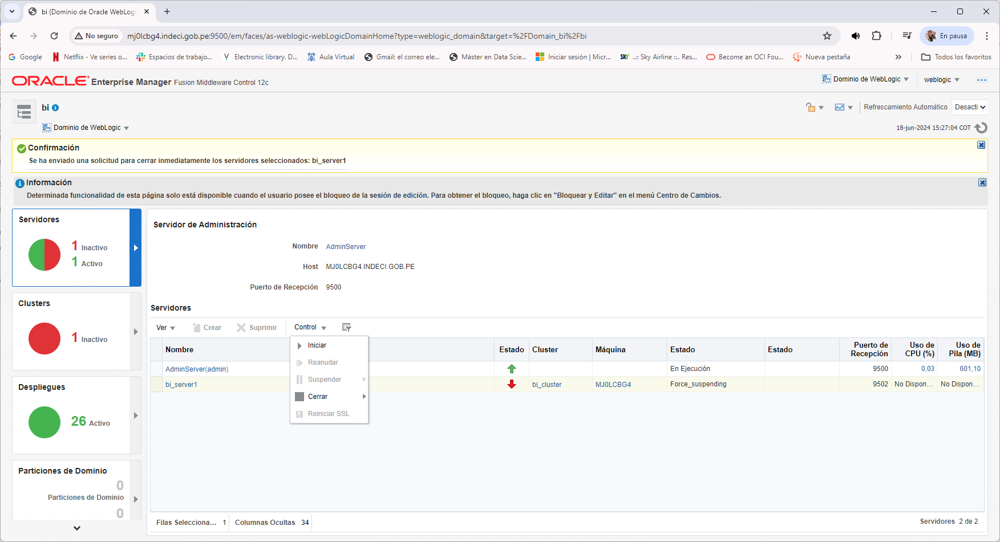 bi (Dominio de Oracle WebLogi
No seguro
mj0lcbg4.indeci.gob.pe:9500/em/faces/as-weblogic-webLogicDomainHome?type=weblogic_domain&target=%2FDomain_bi%2Fbi
En pausa
Google
Netflix - Ve series o...
Espacios de trabajo...
Electronic library. D...
Aula Virtual
Gmail: el correo ele...
Máster en Data Scie...
Iniciar sesión | Micr...
SKY ..:: Sky Airline ::.. Res...
Become an OCI Fou...
Nueva pestaña
Todos los favoritos
ORACLE Enterprise Manager Fusion Middleware Control 12c
Dominio de WebLogic
weblogic
bi
Refrescamiento Automático Desacti
Dominio de WebLogic
18-jun-2024 15:27:04 COT
Confirmación
Se ha enviado una solicitud para cerrar inmediatamente los servidores seleccionados: bi_server1
Información
Determinada funcionalidad de esta página solo está disponible cuando el usuario posee el bloqueo de la sesión de edición. Para obtener el bloqueo, haga clic en "Bloquear y Editar" en el menú Centro de Cambios.
Servidores
1 Inactivo
1 Activo
Clusters
1 Inactivo
Despliegues
26 Activo
Particiones de Dominio
0
Particiones de Dominio
0
Servidor de Administración
Nombre AdminServer
Host MJ0LCBG4.INDECI.GOB.PE
Puerto de Recepción 9500
Servidores
Ver Crear Suprimir Control
Iniciar
Reanudar
Suspender
Cerrar
Reiniciar SSL
Nombre Estado Cluster Máquina Estado Estado Puerto de Recepción Uso de CPU (%) Uso de Pila (MB)
AdminServer(admin) En Ejecución 9500 0,03 601,10
bi_server1 bi_cluster MJ0LCBG4 Force_suspending 9502 No Dispon... No Dispon...
Filas Selecciona... 1 Columnas Ocultas 34
Servidores 2 de 2